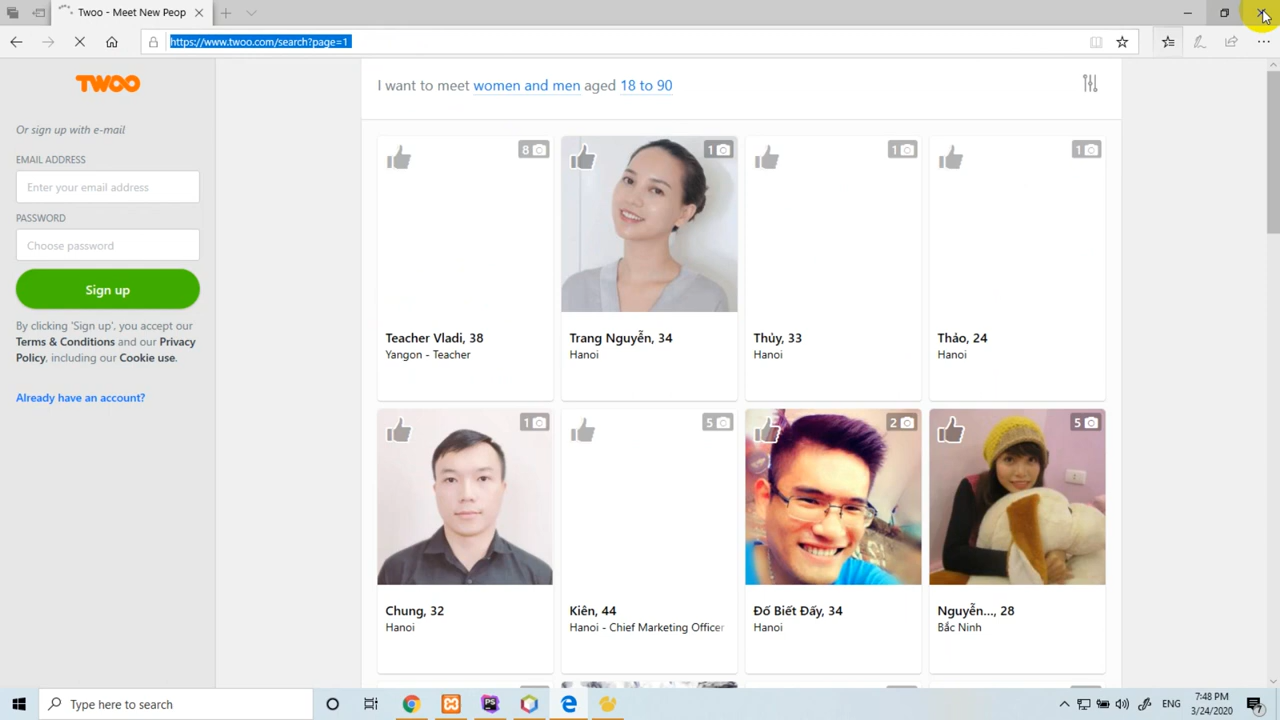 Twoo - Meet New Peop
https://www.twoo.com/search?page=1
TWOO
Or sign up with e-mail
EMAIL ADDRESS
Enter your email address
PASSWORD
Choose password
Sign up
By clicking 'Sign up', you accept our
Terms & Conditions and our Privacy
Policy, including our Cookie use.
Already have an account?
I want to meet women and men aged 18 to 90
8
1
1
1
Teacher Vladi, 38
Yangon - Teacher
Trang Nguyễn, 34
Hanoi
Thủy, 33
Hanoi
Thảo, 24
Hanoi
1
5
2
5
Chung, 32
Hanoi
Kiên, 44
Hanoi - Chief Marketing Officer
Đố Biết Đấy, 34
Hanoi
Nguyễn..., 28
Bắc Ninh
Type here to search
PS
ENG
7:48 PM
3/24/2020
7